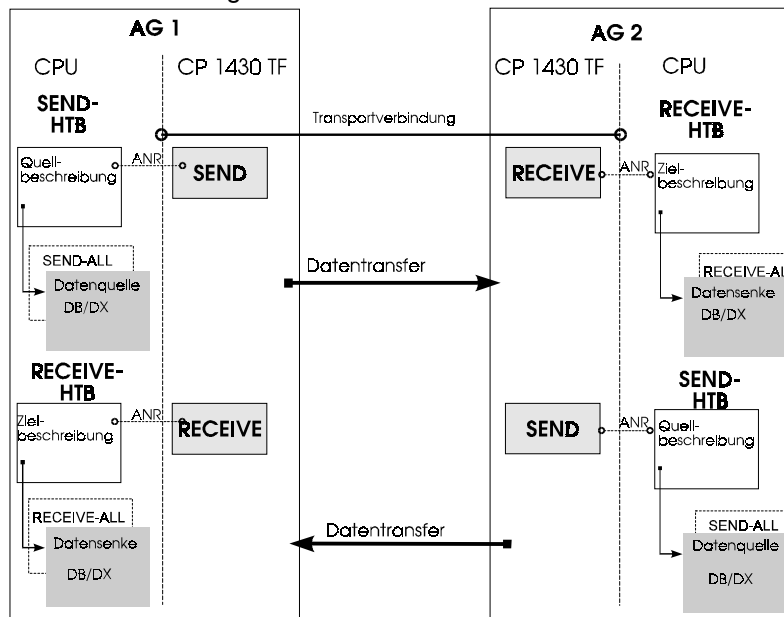 AG 1
AG 2
CPU
CP 1430 TF
CP 1430 TF
CPU
SEND-
HTB
RECEIVE-
HTB
Transportverbindung
Quell-
beschreibung
ANR
SEND
RECEIVE
ANR
Ziel-
beschreibung
SEND-ALL
Datenquelle
DB/DX
Datentransfer
RECEIVE-AL
Datensenke
DB/DX
RECEIVE-
HTB
SEND-
HTB
Ziel-
beschreibung
ANR
RECEIVE
SEND
ANR
Quell-
beschreibung
RECEIVE-ALL
Datensenke
DB/DX
Datentransfer
SEND-ALL
Datenquelle
DB/DX